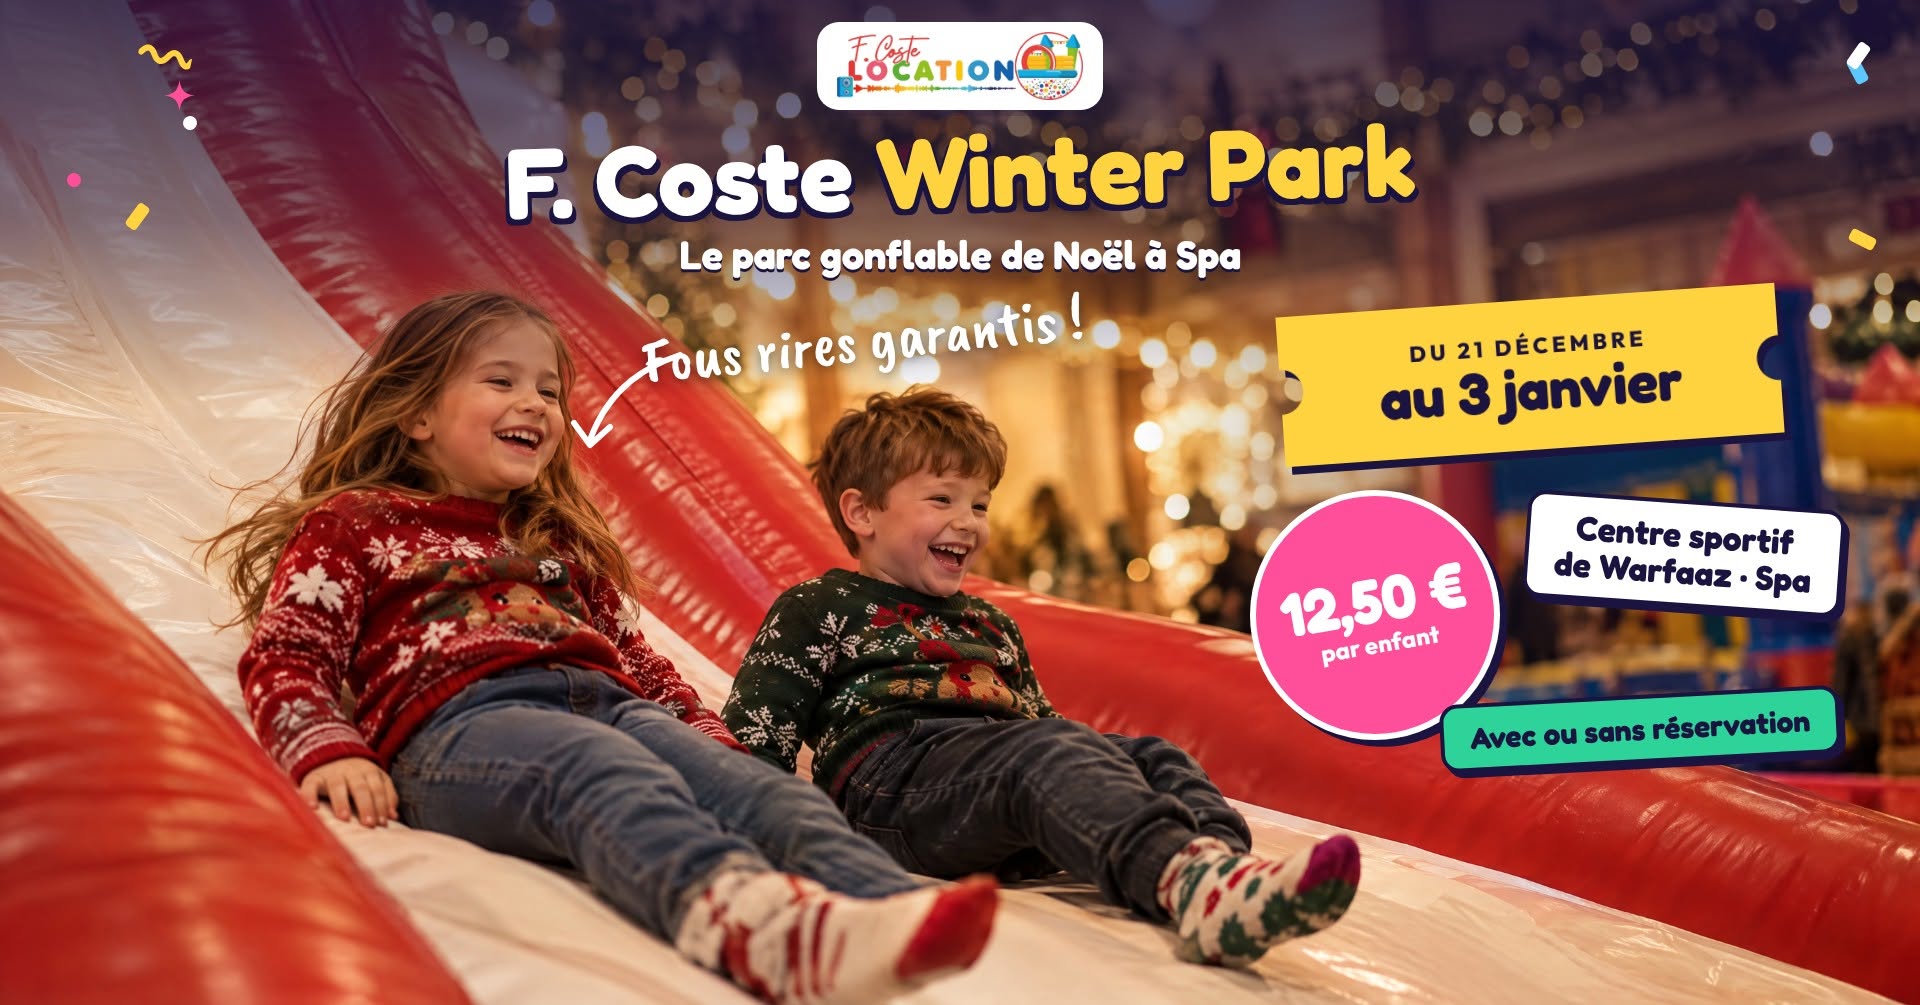 F. Coste
LOCATION
F. Coste Winter Park
Le parc gonflable de Noël à Spa
Fous rires garantis !
DU 21 DÉCEMBRE
au 3 janvier
Centre sportif
de Warfaaz · Spa
12,50 €
par enfant
Avec ou sans réservation